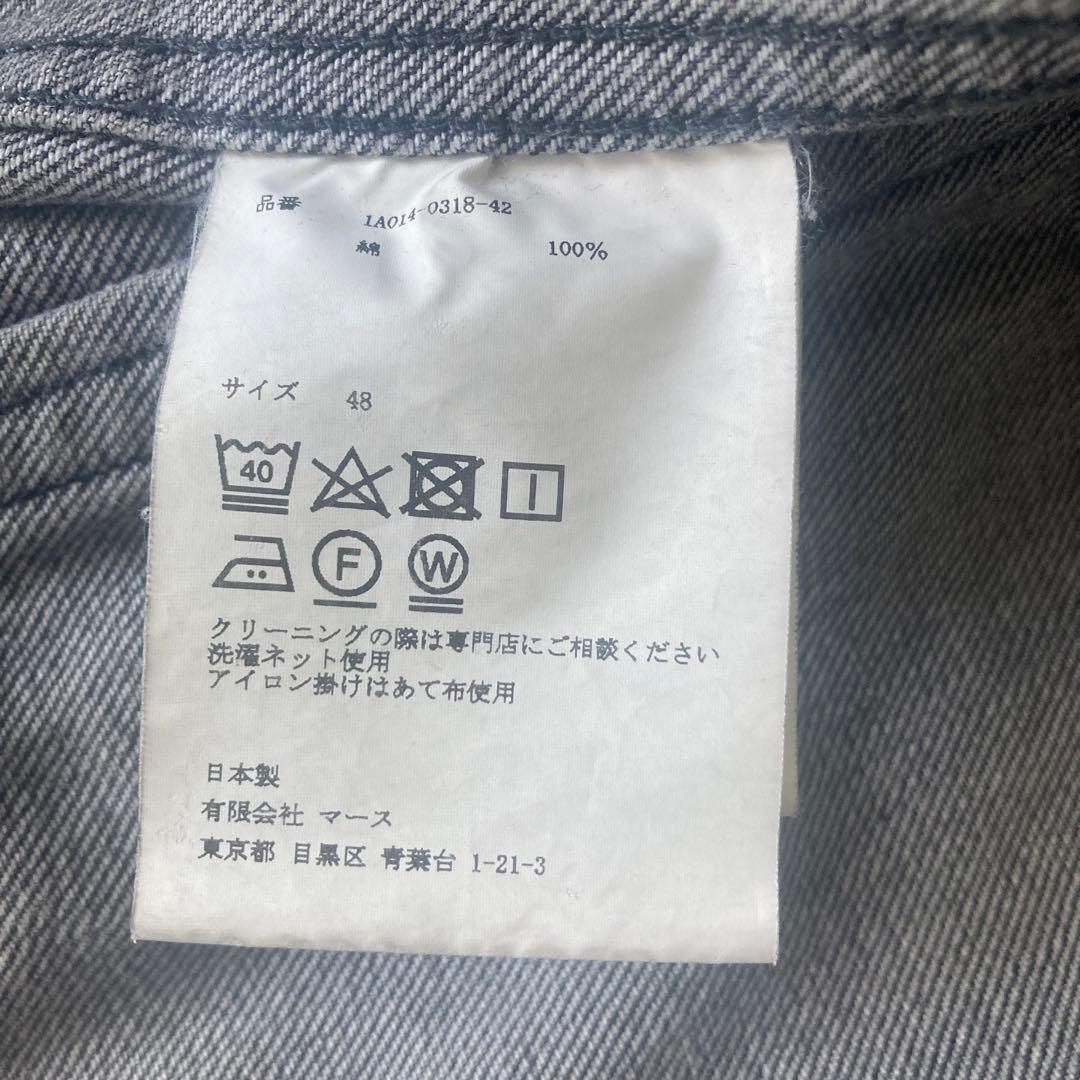 品番 1A014-0318-42
綿 100%
サイズ 48
40
F W
クリーニングの際は専門店にご相談ください
洗濯ネット使用
アイロン掛けはあて布使用
日本製
有限会社 マース
東京都 目黒区 青葉台 1-21-3